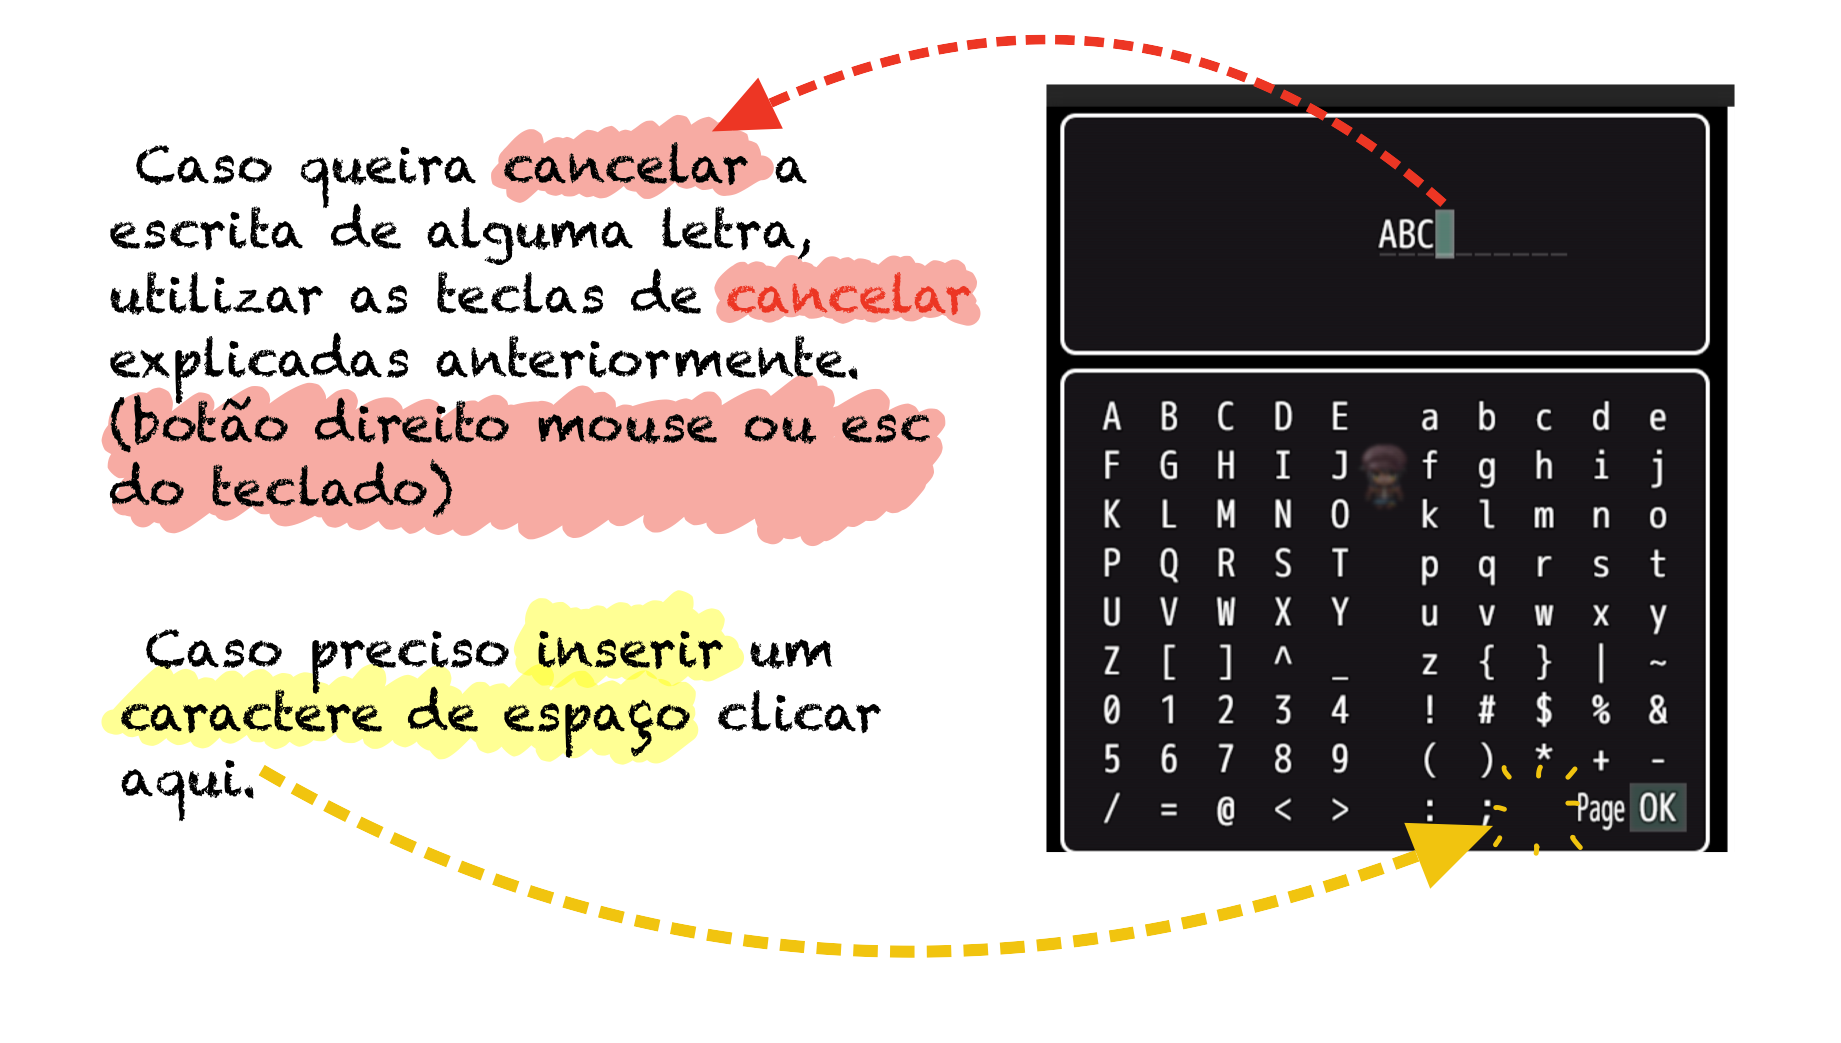 Caso queira cancelar a
escrita de alguma letra,
utilizar as teclas de cancelar
explicadas anteriormente.
(botão direito mouse ou esc
do teclado)
Caso preciso inserir um
caractere de espaço clicar
aqui.
ABC
A B C D E a b c d e
F G H I J f g h i j
K L M N O k l m n o
P Q R S T p q r s t
U V W X Y u v w x y
Z [ ] ^ _ z { } | ~
0 1 2 3 4 ! # $ % &
5 6 7 8 9 ( ) * + -
/ = @ < > : ; Page OK